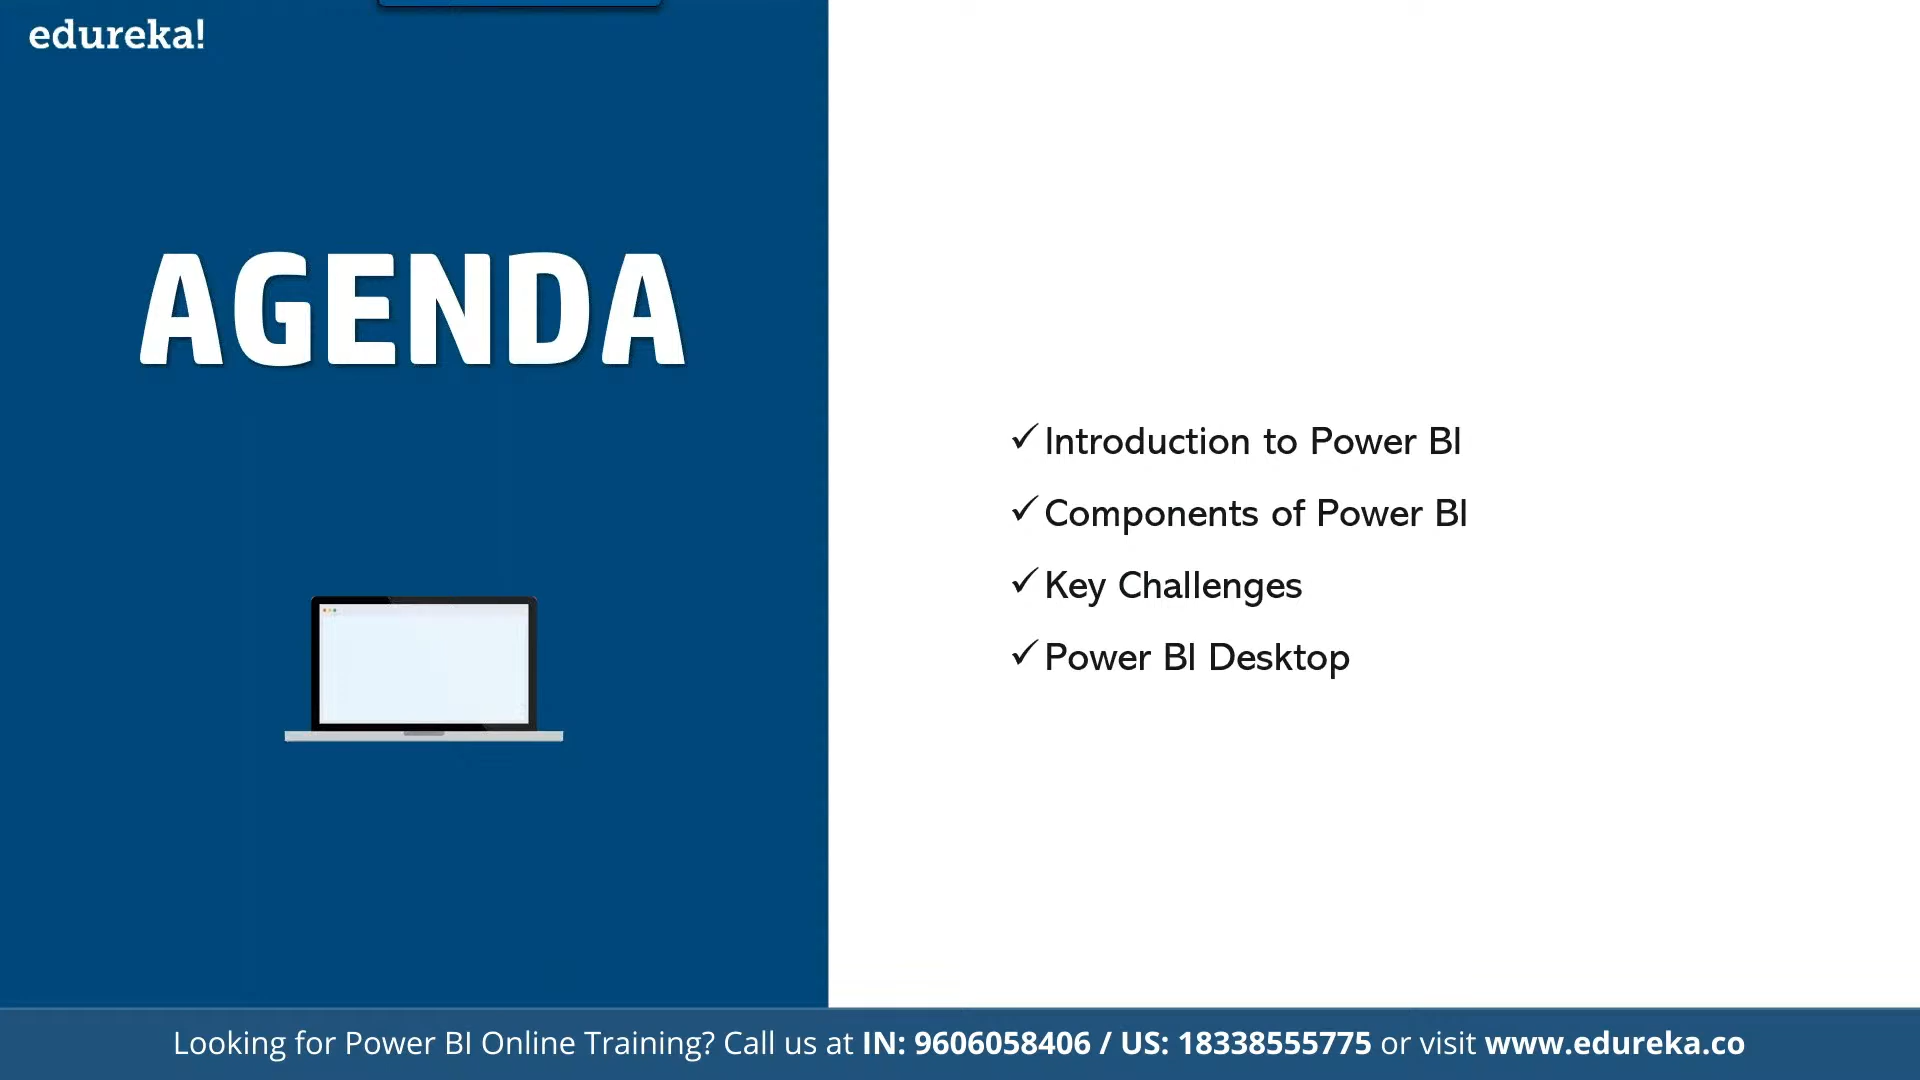 edureka!
AGENDA
✓Introduction to Power BI
✓Components of Power BI
✓Key Challenges
✓Power BI Desktop
Looking for Power BI Online Training? Call us at IN: 9606058406 / US: 18338555775 or visit www.edureka.co